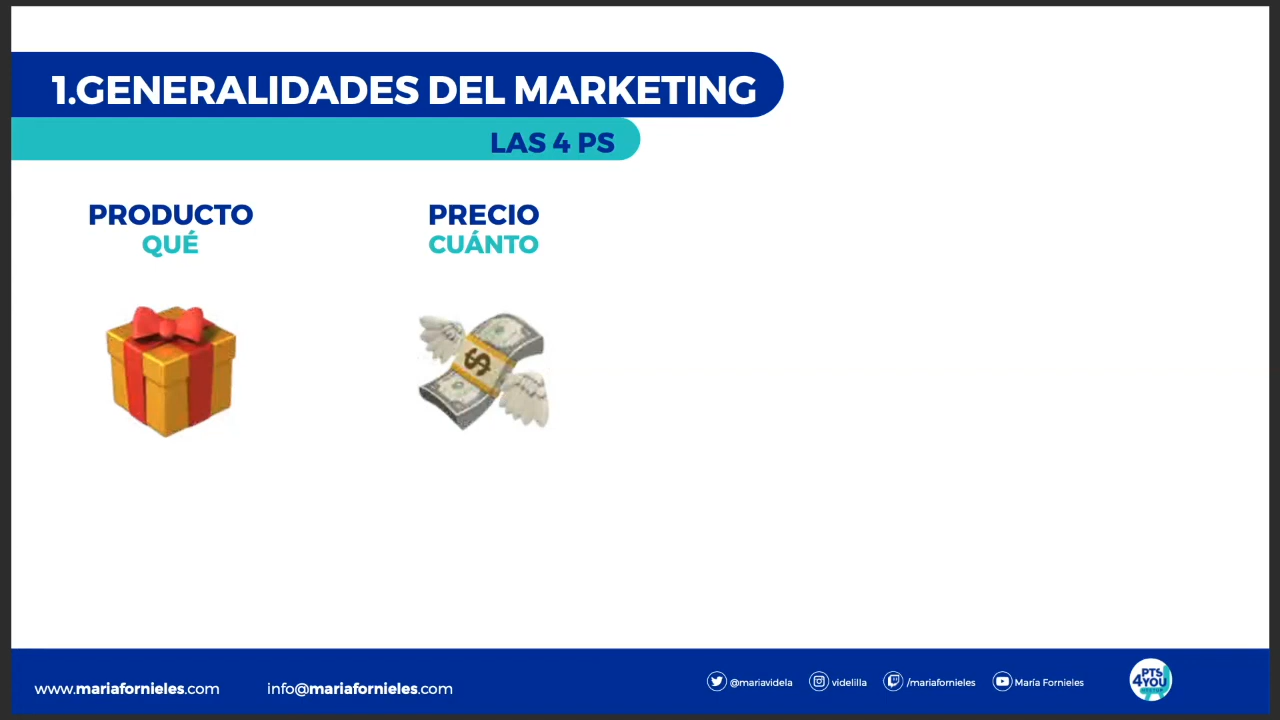 1.GENERALIDADES DEL MARKETING
LAS 4 PS
PRODUCTO
QUÉ
PRECIO
CUÁNTO
$
www.mariafornieles.com
info@mariafornieles.com
@mariavidela
videlilla
/mariafornieles
María Fornieles
PTS
4YOU